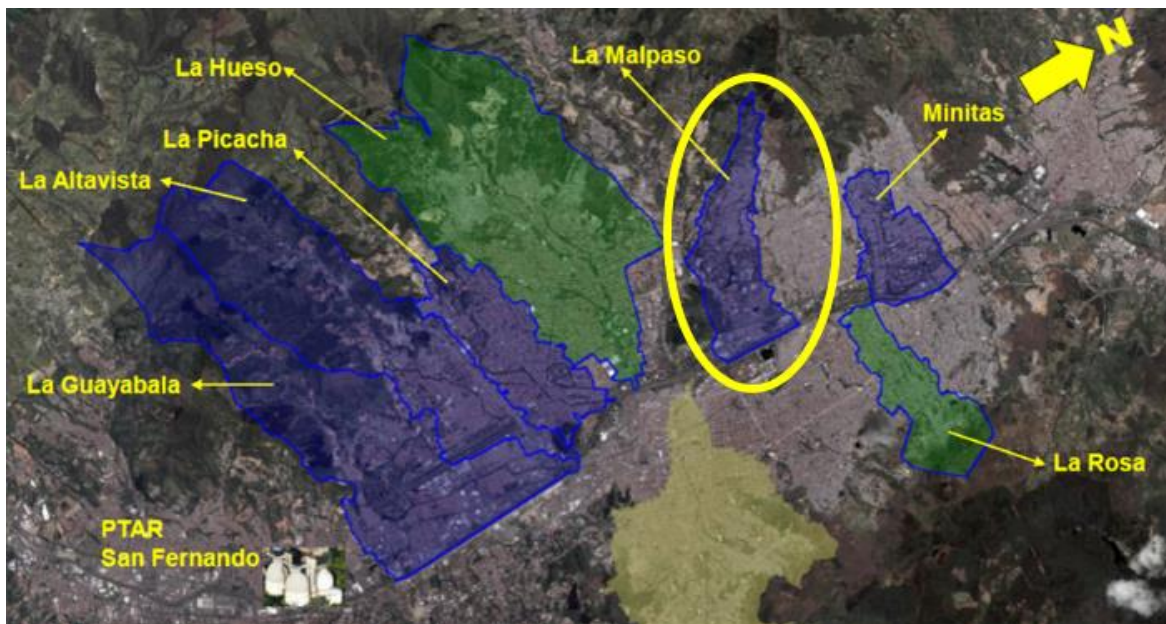 La Hueso
La Malpaso
N
Minitas
La Picacha
La Altavista
La Guayabala
La Rosa
PTAR
San Fernando